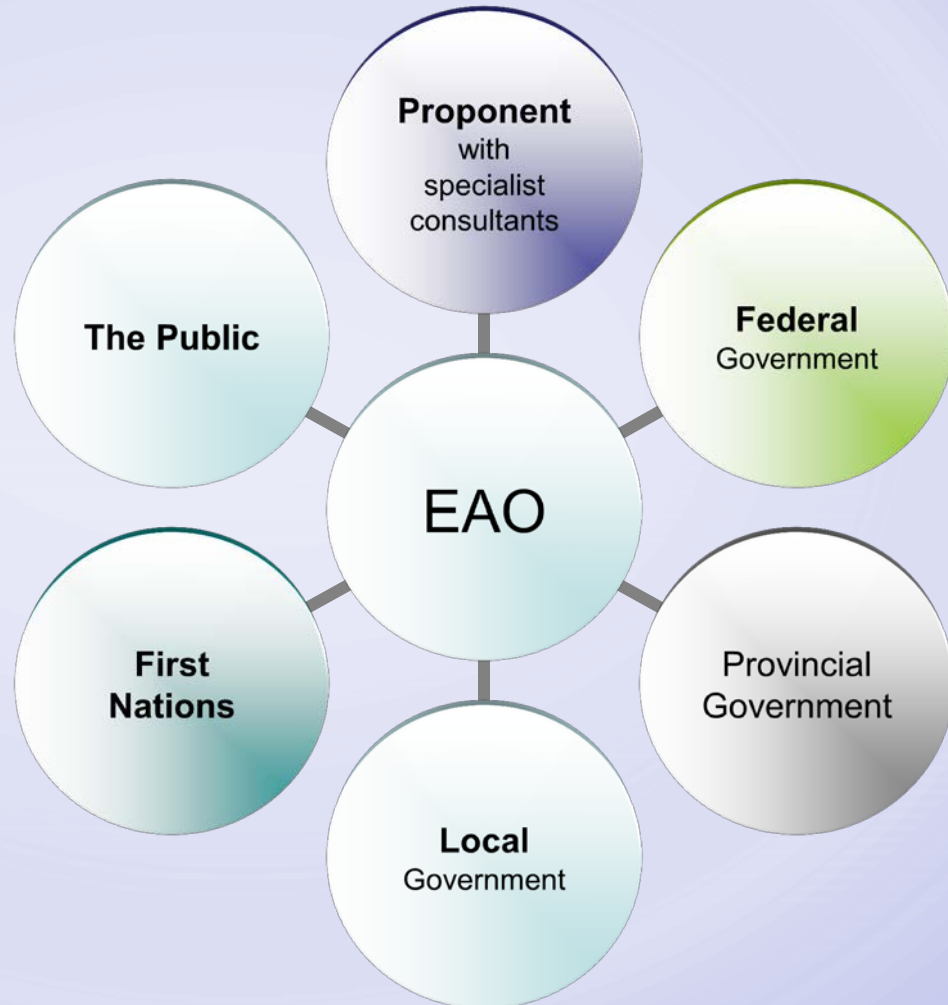 Proponent
with
specialist
consultants
The Public
Federal
Government
EAO
First
Nations
Provincial
Government
Local
Government